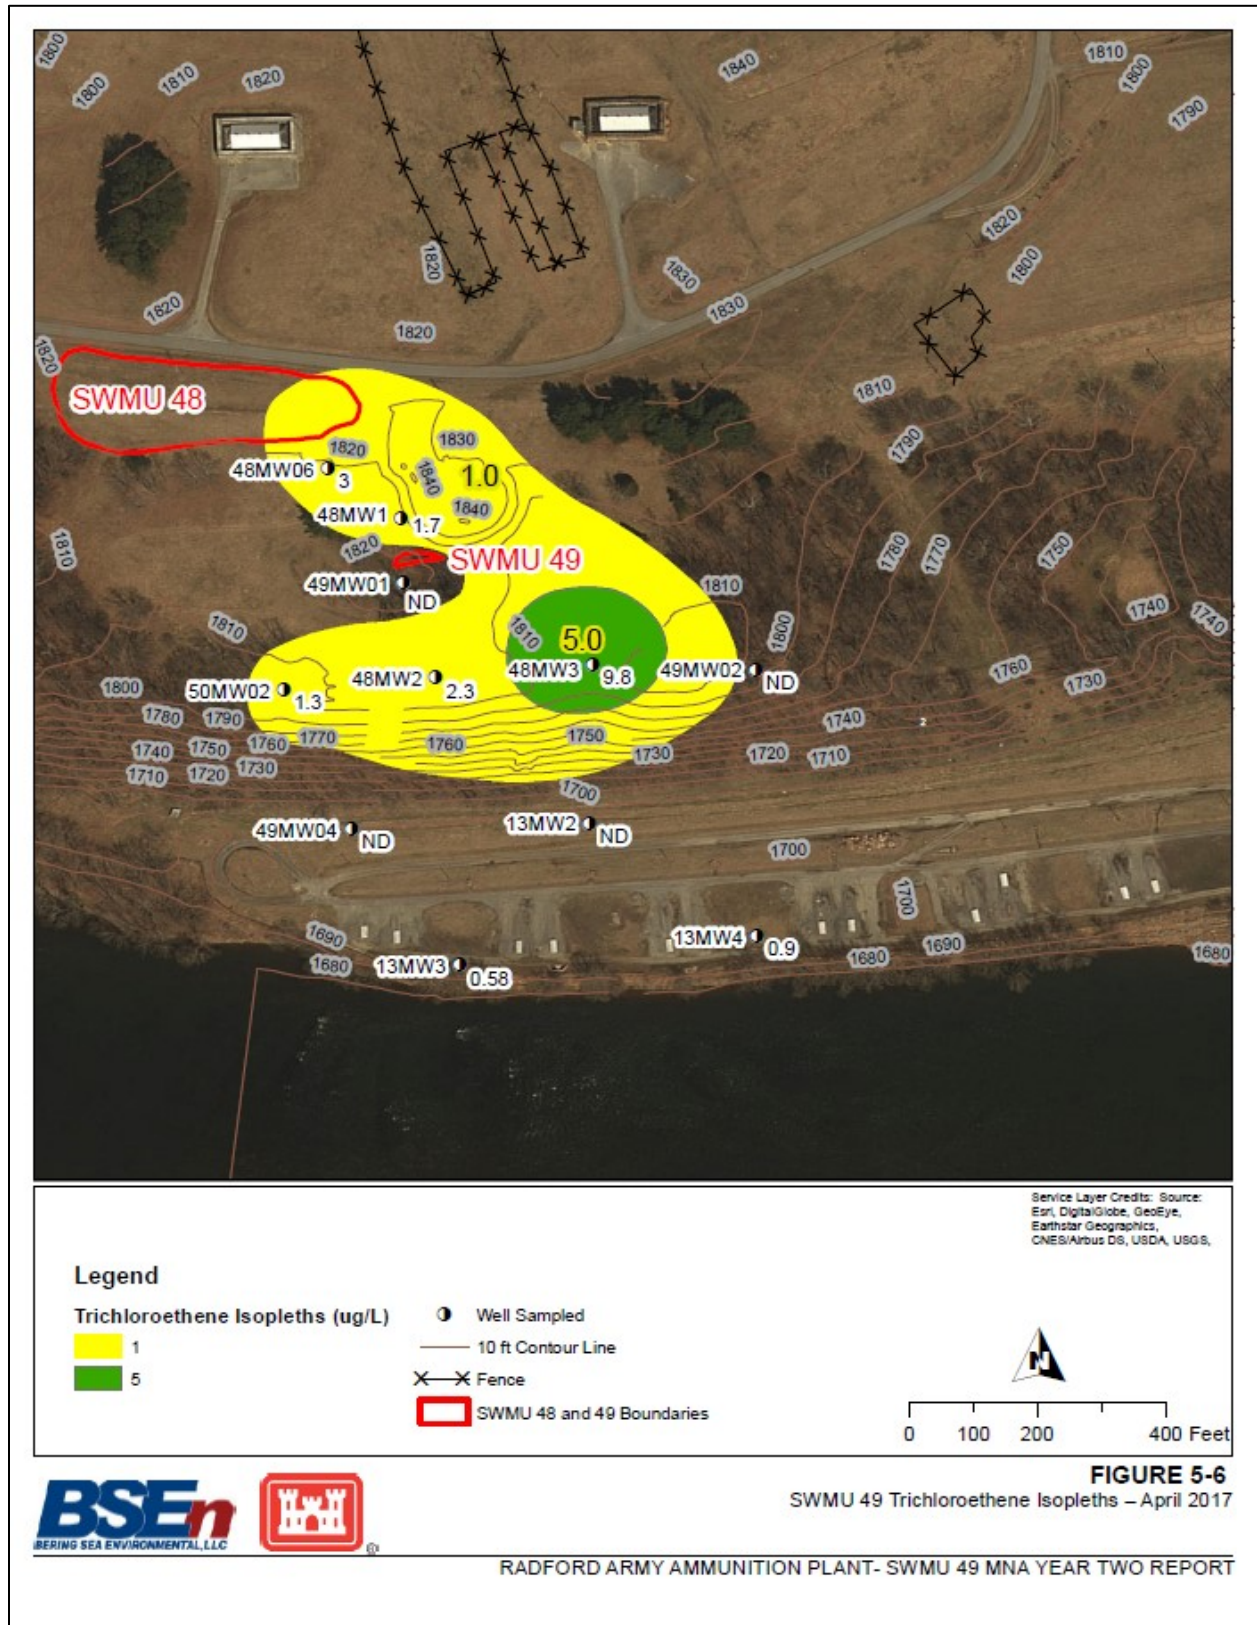 1800
1810
1820
1840
1810
1800
1800
1790
1820
1830
1820
1800
1820
1820
1830
1820
SWMU 48
1810
1820
1830
1790
48MW06
3
1840
1.0
1840
48MW1
1.7
1780
1770
1750
1810
1820
SWMU 49
49MW01
ND
1810
1740
1740
1810
1810
5.0
1800
48MW3
9.8
49MW02
ND
1760
1730
1800
50MW02
1.3
48MW2
2.3
1780
1790
1760
1770
1760
1750
1740
2
1740
1750
1730
1730
1720
1710
1710
1720
1700
49MW04
ND
13MW2
ND
1700
1700
1690
13MW4
0.9
1690
1680
13MW3
0.58
1680
1680
Service Layer Credits: Source:
Esri, DigitalGlobe, GeoEye,
Earthstar Geographics,
CNES/Airbus DS, USDA, USGS,
Legend
Trichloroethene Isopleths (ug/L)
1
5
Well Sampled
10 ft Contour Line
Fence
SWMU 48 and 49 Boundaries
N
0 100 200 400 Feet
BSEn
BERING SEA ENVIRONMENTAL, LLC
®
FIGURE 5-6
SWMU 49 Trichloroethene Isopleths – April 2017
RADFORD ARMY AMMUNITION PLANT- SWMU 49 MNA YEAR TWO REPORT